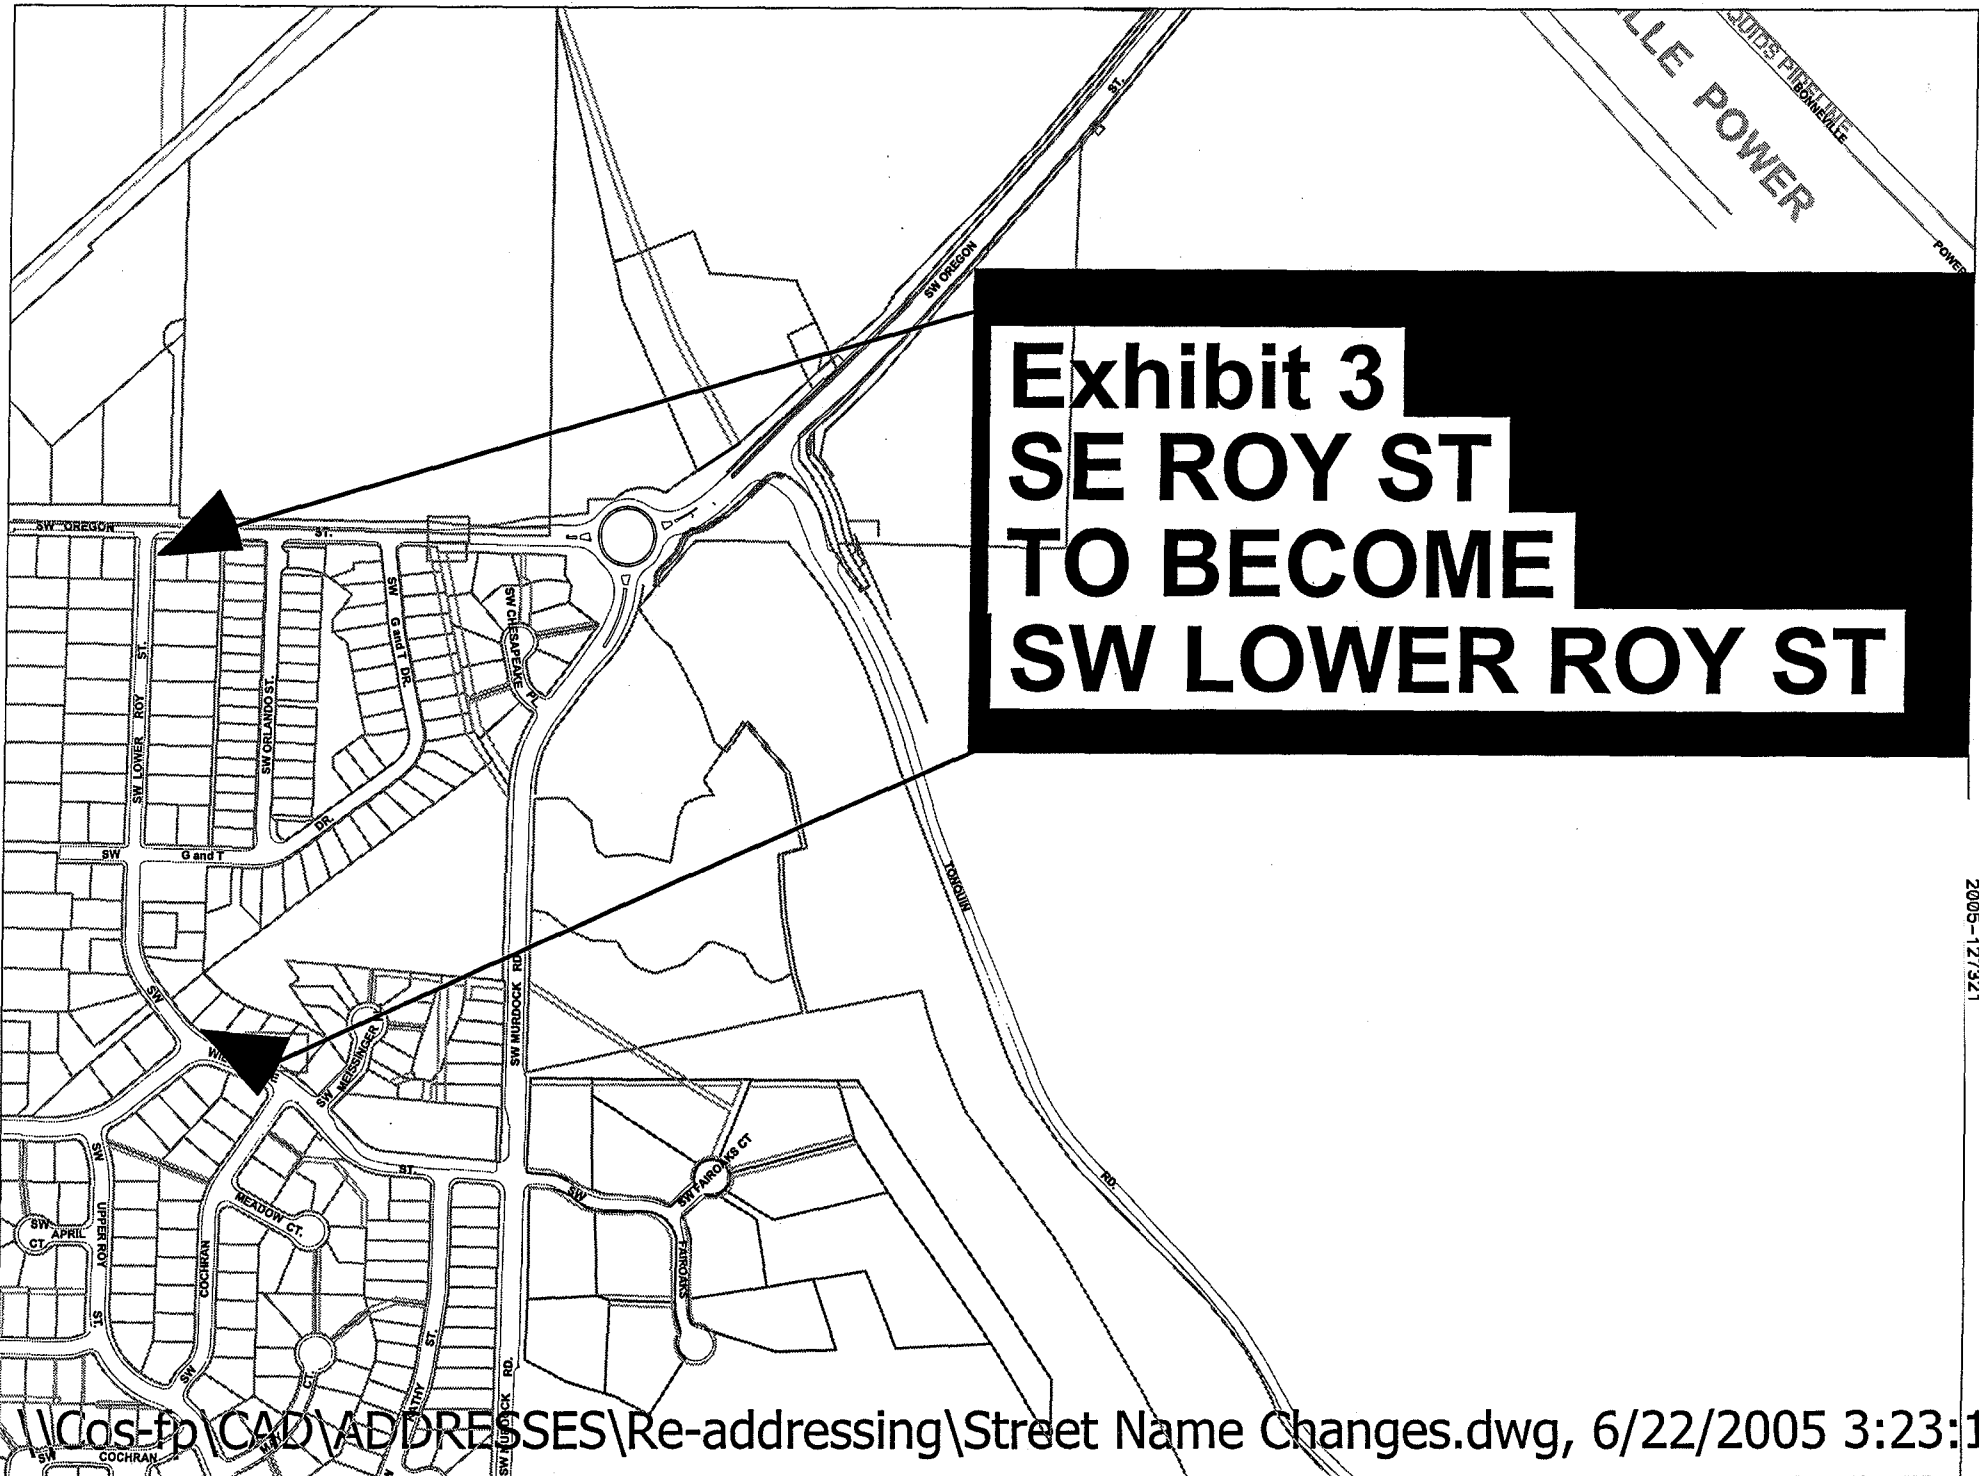 LLE POWER
QUIDS PIPELINE
BONNEVILLE
POWER
ST.
SW OREGON
Exhibit 3
SE ROY ST
TO BECOME
SW LOWER ROY ST
SW OREGON
ST.
SW LOWER ROY ST.
SW ORLANDO ST.
SW G and T DR.
SW CHESAPEAKE PL
SW G and T DR.
TONQUIN
RD.
2005-127321
SW
SW MURDOCK RD.
SW MEISSINGER
ST.
SW
SW FAIROAKS CT
FAIROAKS
SW UPPER ROY ST.
SW APRIL
CT.
MEADOW CT.
COCHRAN
SW
CT.
ST.
SW MURDOCK RD.
\\Cos-fp\CAD\ADDRESSES\Re-addressing\Street Name Changes.dwg, 6/22/2005 3:23:1
SW COCHRAN